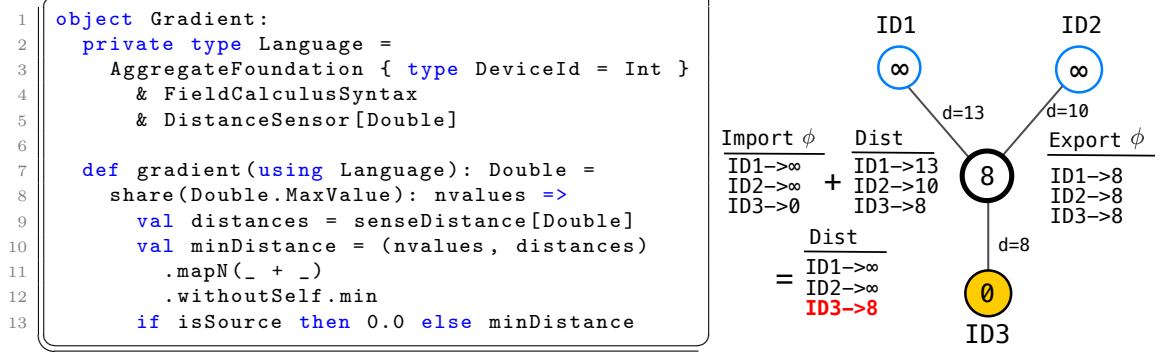 1 object Gradient:
2 private type Language =
3 AggregateFoundation { type DeviceId = Int }
4 & FieldCalculusSyntax
5 & DistanceSensor[Double]
6
7 def gradient(using Language): Double =
8 share(Double.MaxValue): nvalues =>
9 val distances = senseDistance[Double]
10 val minDistance = (nvalues, distances)
11 .mapN(_ + _)
12 .withoutSelf.min
13 if isSource then 0.0 else minDistance
ID1 ID2
∞ ∞
d=13 d=10
Import ϕ Dist Export ϕ
ID1->∞ ID1->13 ID1->8
ID2->∞ + ID2->10 8 ID2->8
ID3->0 ID3->8 ID3->8
Dist
d=8
ID1->∞
= ID2->∞
ID3->8
0
ID3